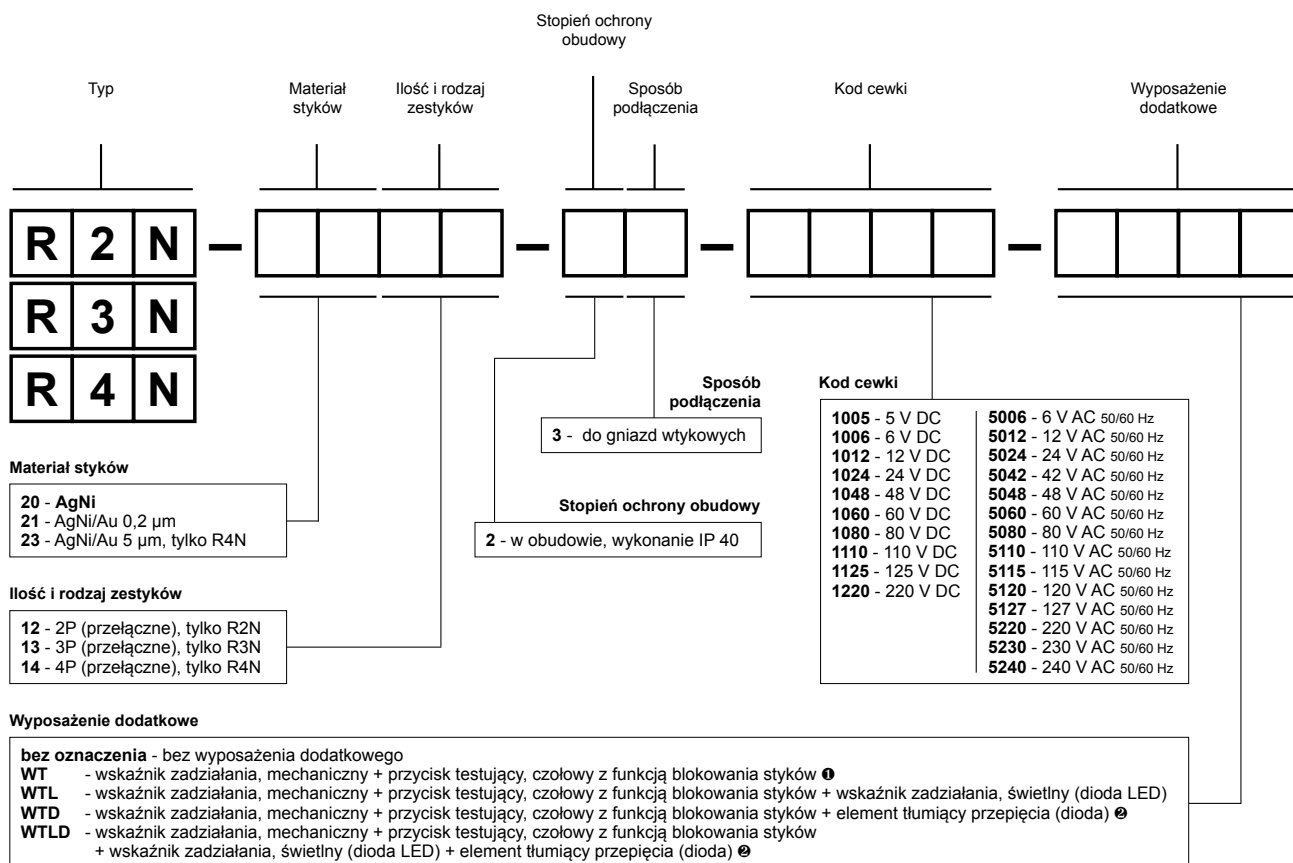 Stopień ochrony
obudowy
Typ
Materiał
styków
Ilość i rodzaj
zestyków
Sposób
podłączenia
Kod cewki
Wyposażenie
dodatkowe
R 2 N – – – –
R 3 N
R 4 N
Sposób
podłączenia
3 - do gniazd wtykowych
Stopień ochrony obudowy
2 - w obudowie, wykonanie IP 40
Kod cewki
1005 - 5 V DC
1006 - 6 V DC
1012 - 12 V DC
1024 - 24 V DC
1048 - 48 V DC
1060 - 60 V DC
1080 - 80 V DC
1110 - 110 V DC
1125 - 125 V DC
1220 - 220 V DC
5006 - 6 V AC 50/60 Hz
5012 - 12 V AC 50/60 Hz
5024 - 24 V AC 50/60 Hz
5042 - 42 V AC 50/60 Hz
5048 - 48 V AC 50/60 Hz
5060 - 60 V AC 50/60 Hz
5080 - 80 V AC 50/60 Hz
5110 - 110 V AC 50/60 Hz
5115 - 115 V AC 50/60 Hz
5120 - 120 V AC 50/60 Hz
5127 - 127 V AC 50/60 Hz
5220 - 220 V AC 50/60 Hz
5230 - 230 V AC 50/60 Hz
5240 - 240 V AC 50/60 Hz
Materiał styków
20 - AgNi
21 - AgNi/Au 0,2 µm
23 - AgNi/Au 5 µm, tylko R4N
Ilość i rodzaj zestyków
12 - 2P (przełączne), tylko R2N
13 - 3P (przełączne), tylko R3N
14 - 4P (przełączne), tylko R4N
Wyposażenie dodatkowe
bez oznaczenia - bez wyposażenia dodatkowego
WT - wskaźnik zadziałania, mechaniczny + przycisk testujący, czołowy z funkcją blokowania styków ❶
WTL - wskaźnik zadziałania, mechaniczny + przycisk testujący, czołowy z funkcją blokowania styków + wskaźnik zadziałania, świetlny (dioda LED)
WTD - wskaźnik zadziałania, mechaniczny + przycisk testujący, czołowy z funkcją blokowania styków + element tłumiący przepięcia (dioda) ❷
WTLD - wskaźnik zadziałania, mechaniczny + przycisk testujący, czołowy z funkcją blokowania styków
+ wskaźnik zadziałania, świetlny (dioda LED) + element tłumiący przepięcia (dioda) ❷